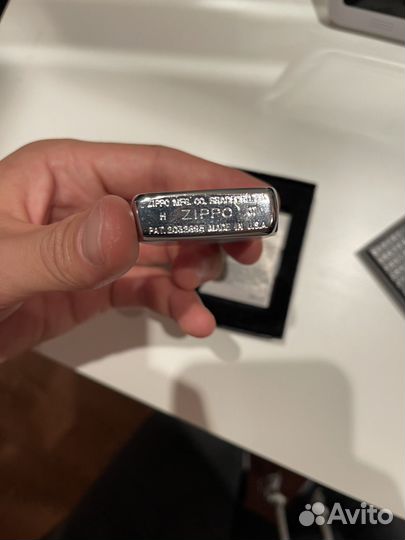 ZIPPO MFG. CO. BRADFORD, PA.
H ZIPPO 07
PAT. 2032695 MADE IN U.S.A.
Avito